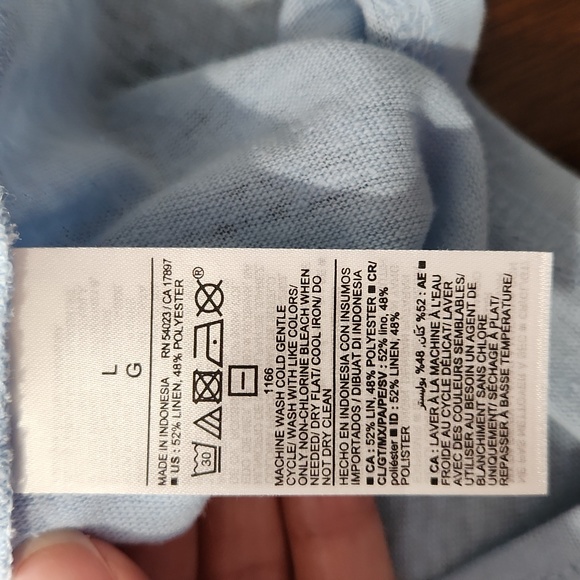 L
G
MADE IN INDONESIA RN 54023 / CA 17897
■ US : 52% LINEN, 48% POLYESTER
30
®
1166
MACHINE WASH COLD GENTLE
CYCLE/ WASH WITH LIKE COLORS/
ONLY NON-CHLORINE BLEACH WHEN
NEEDED/ DRY FLAT/ COOL IRON/ DO
NOT DRY CLEAN
HECHO EN INDONESIA CON INSUMOS
IMPORTADOS / DIBUAT DI INDONESIA
■ CA : 52% LIN, 48% POLYESTER ■ CR/
CL/GT/MX/PA/PE/SV : 52% lino, 48%
poliéster ■ ID : 52% LINEN, 48%
POLISTER
■ AE : 52% كتان, 48% بوليستر
■ CA : LAVER À LA MACHINE À L'EAU
FROIDE AU CYCLE DÉLICAT/ LAVER
AVEC DES COULEURS SEMBLABLES/
UTILISER AU BESOIN UN AGENT DE
BLANCHIMENT SANS CHLORE
UNIQUEMENT/ SÉCHAGE À PLAT/
REPASSER À BASSE TEMPÉRATURE/